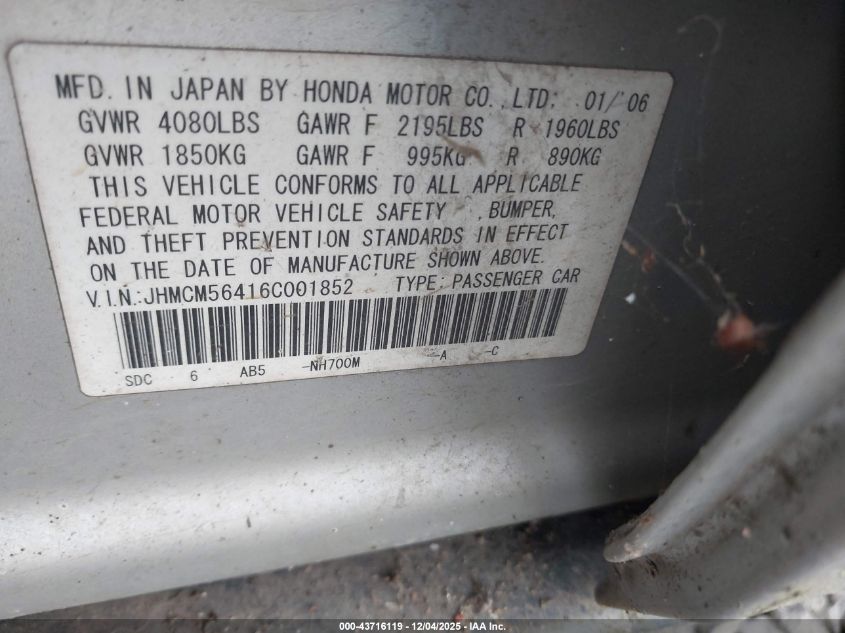 MFD. IN JAPAN BY HONDA MOTOR CO., LTD: 01/'06
GVWR 4080LBS GAWR F 2195LBS R 1960LBS
GVWR 1850KG GAWR F 995KG R 890KG
THIS VEHICLE CONFORMS TO ALL APPLICABLE
FEDERAL MOTOR VEHICLE SAFETY , BUMPER,
AND THEFT PREVENTION STANDARDS IN EFFECT
ON THE DATE OF MANUFACTURE SHOWN ABOVE.
V.I.N.:JHMCM56416C001852 TYPE: PASSENGER CAR
SDC 6 AB5 -NH700M -A -C
000-43716119 - 12/04/2025 - IAA Inc.